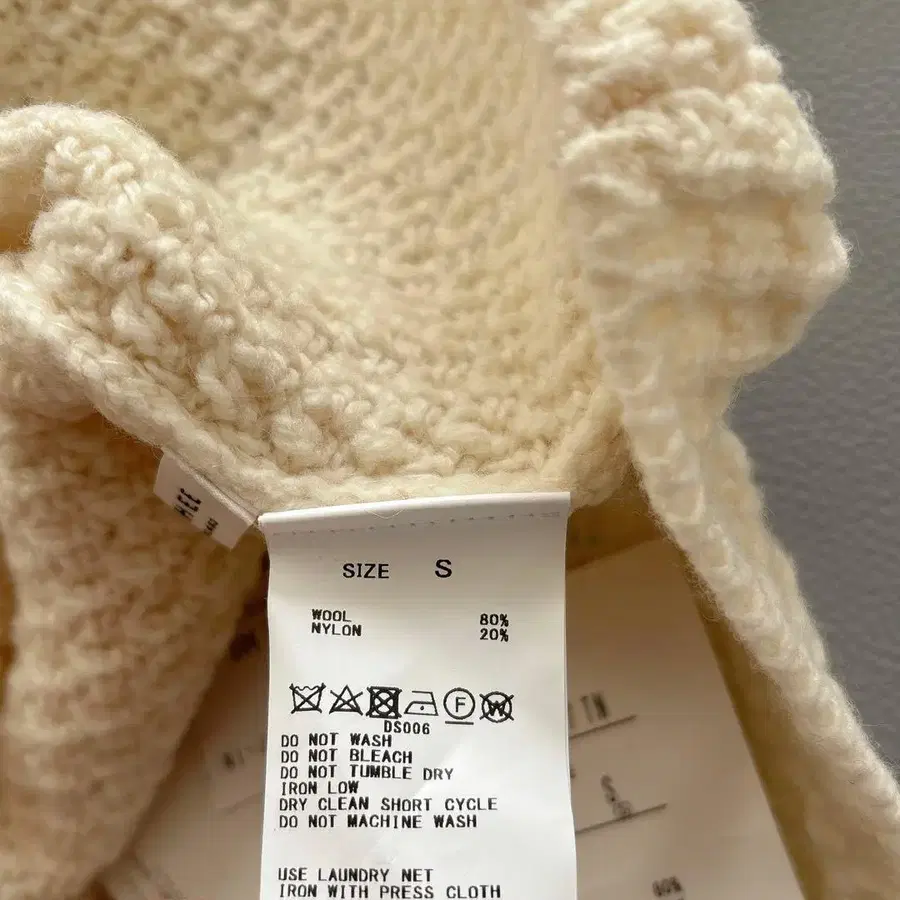 SIZE S
WOOL 80%
NYLON 20%
F W
DS006
DO NOT WASH
DO NOT BLEACH
DO NOT TUMBLE DRY
IRON LOW
DRY CLEAN SHORT CYCLE
DO NOT MACHINE WASH
USE LAUNDRY NET
IRON WITH PRESS CLOTH
S